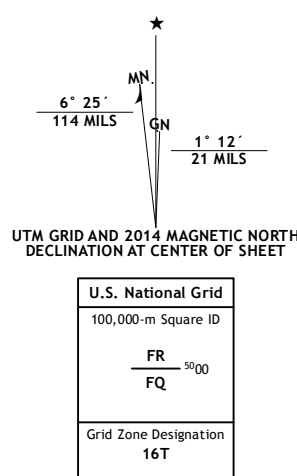 ★
MN.
GN
6° 25´
114 MILS
1° 12´
21 MILS
UTM GRID AND 2014 MAGNETIC NORTH
DECLINATION AT CENTER OF SHEET
U.S. National Grid
100,000-m Square ID
FR
5000
FQ
Grid Zone Designation
16T